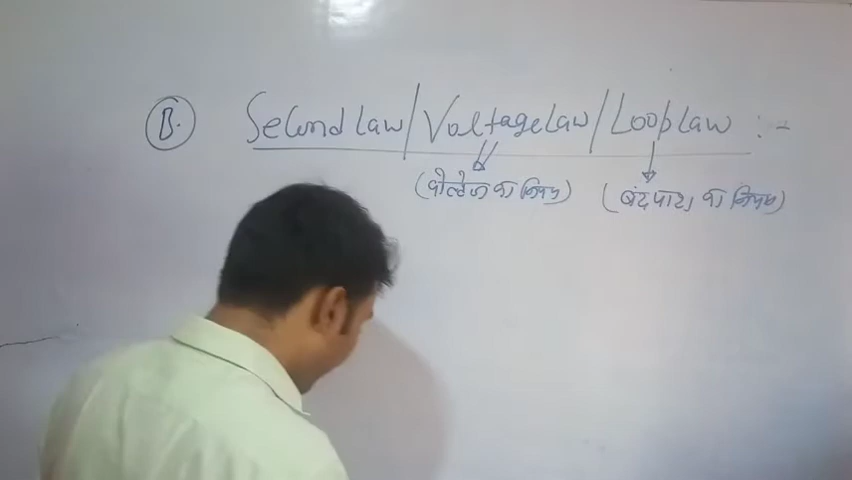 B. Second Law/Voltage Law/Loop Law :-
(वोल्टेज का नियम) (बंद पाश का नियम)